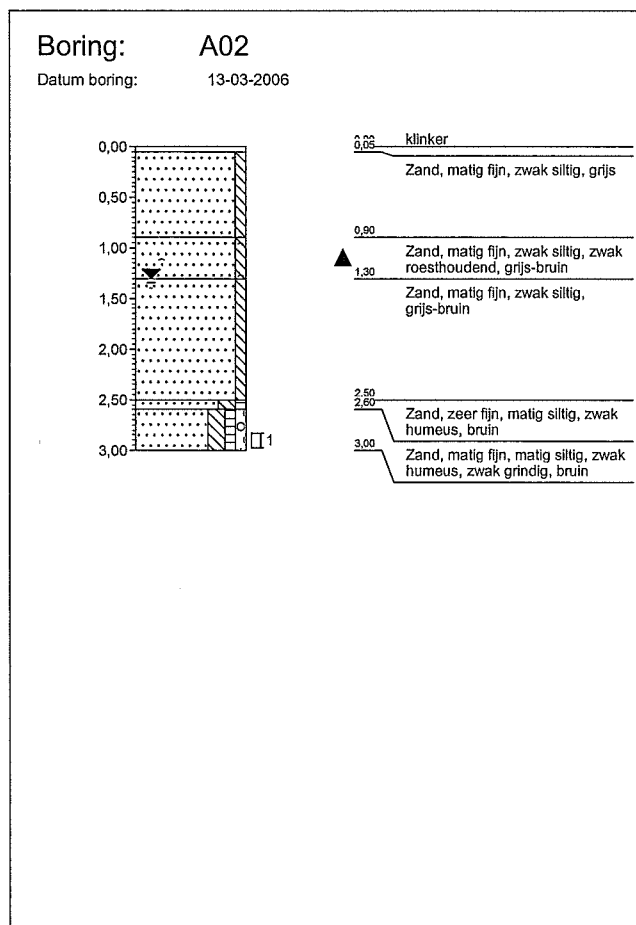 Boring: A02
Datum boring: 13-03-2006
0,00
0,50
1,00
1,50
2,00
2,50
3,00
1
0,05
klinker
Zand, matig fijn, zwak siltig, grijs
0,90
Zand, matig fijn, zwak siltig, zwak
roesthoudend, grijs-bruin
1,30
Zand, matig fijn, zwak siltig,
grijs-bruin
2,50
2,60
Zand, zeer fijn, matig siltig, zwak
humeus, bruin
3,00
Zand, matig fijn, matig siltig, zwak
humeus, zwak grindig, bruin